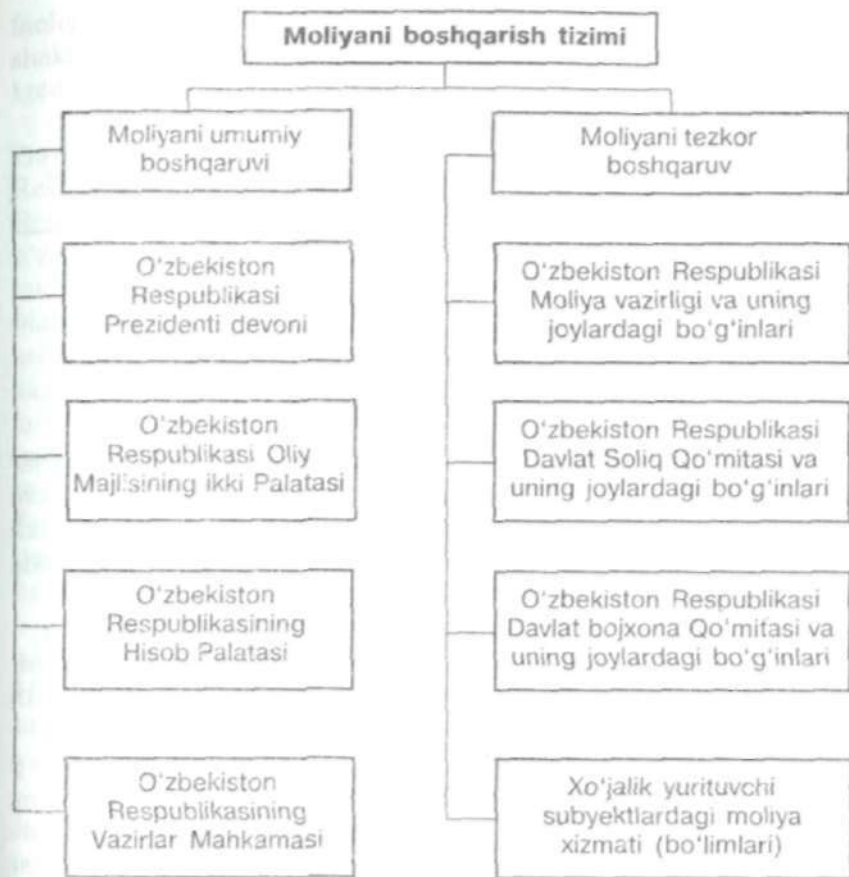 Moliyani boshqarish tizimi
Moliyani umumiy
boshqaruvi
O‘zbekiston
Respublikasi
Prezidenti devoni
O‘zbekiston
Respublikasi Oliy
Majlisining ikki Palatasi
O‘zbekiston
Respublikasining
Hisob Palatasi
O‘zbekiston
Respublikasining
Vazirlar Mahkamasi
Moliyani tezkor
boshqaruv
O‘zbekiston Respublikasi
Moliya vazirligi va uning
joylardagi bo‘g‘inlari
O‘zbekiston Respublikasi
Davlat Soliq Qo‘mitasi va
uning joylardagi bo‘g‘inlari
O‘zbekiston Respublikasi
Davlat bojxona Qo‘mitasi va
uning joylardagi bo‘g‘inlari
Xo‘jalik yurituvchi
subyektlardagi moliya
xizmati (bo‘limlari)